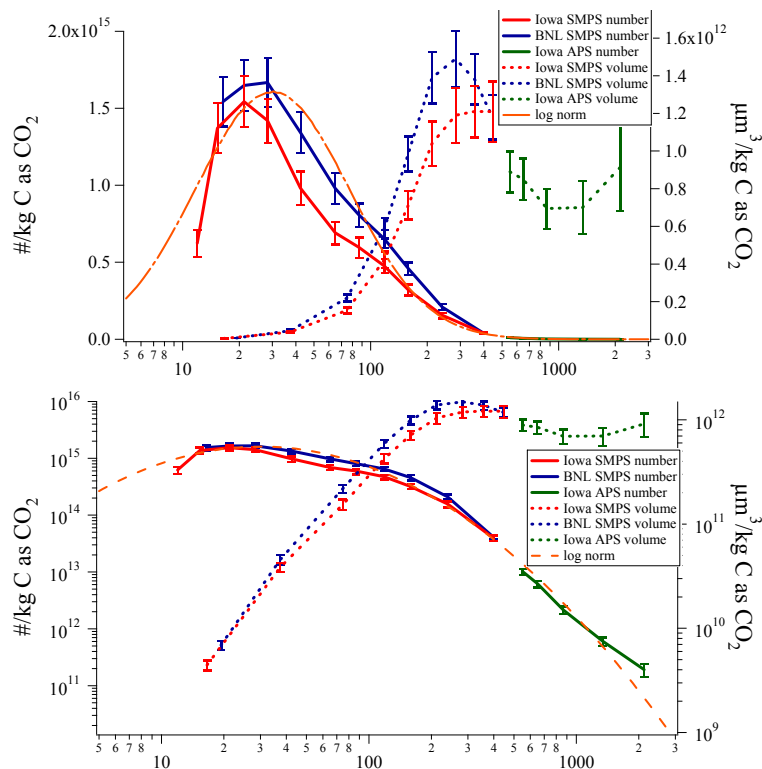 Iowa SMPS number
BNL SMPS number
Iowa APS number
Iowa SMPS volume
BNL SMPS volume
Iowa APS volume
log norm
#/kg C as CO2
2.0x10^15
1.5
1.0
0.5
0.0
μm^3/kg C as CO2
1.6x10^12
1.4
1.2
1.0
0.8
0.6
0.4
0.2
0.0
5 6 7 8 2 3 4 5 6 7 8 2 3 4 5 6 7 8 2 3
10 100 1000
#/kg C as CO2
10^16
10^15
10^14
10^13
10^12
10^11
μm^3/kg C as CO2
10^12
10^11
10^10
10^9
Iowa SMPS number
BNL SMPS number
Iowa APS number
Iowa SMPS volume
BNL SMPS volume
Iowa APS volume
log norm
5 6 7 8 2 3 4 5 6 7 8 2 3 4 5 6 7 8 2 3
10 100 1000